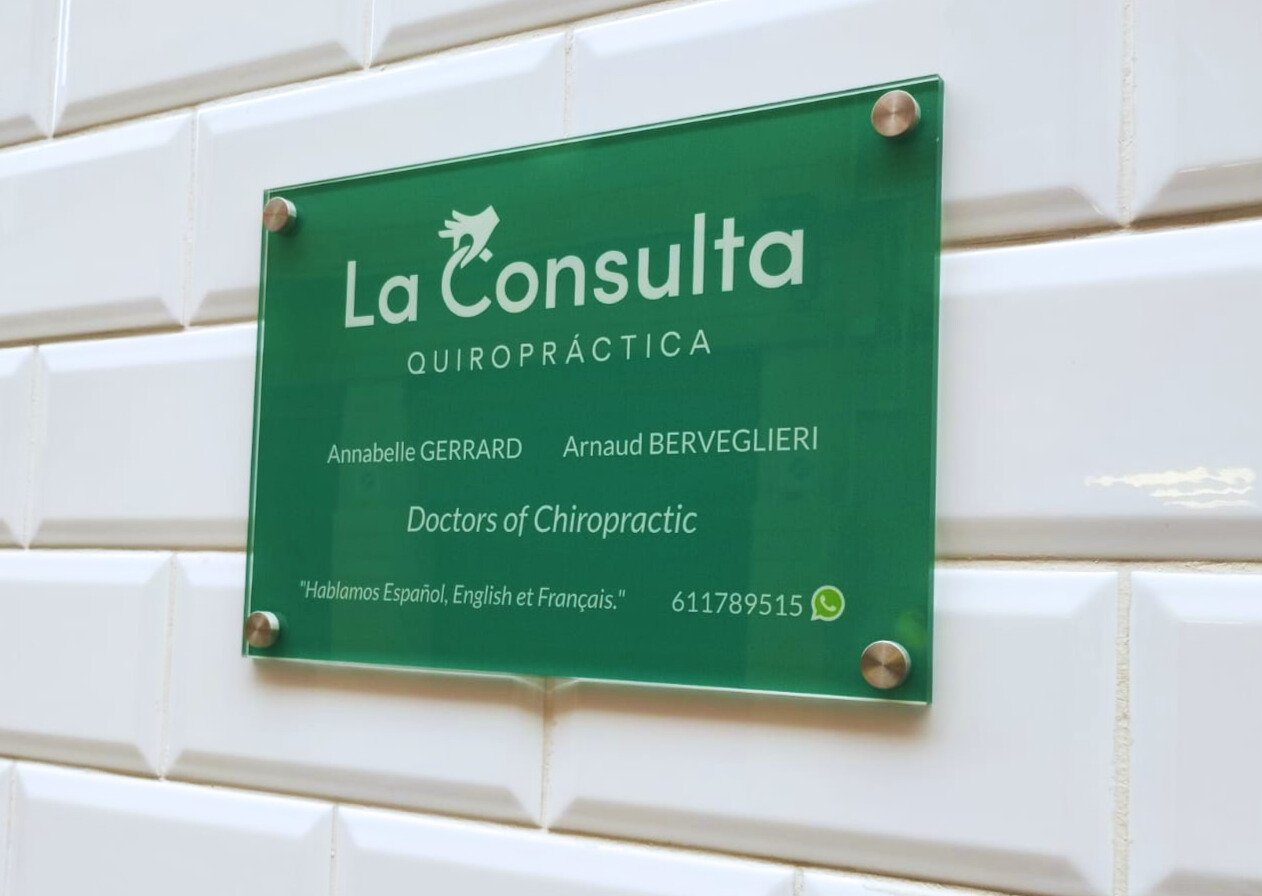 La Consulta
QUIROPRÁCTICA
Annabelle GERRARD Arnaud BERVEGLIERI
Doctors of Chiropractic
"Hablamos Español, English et Français." 611789515